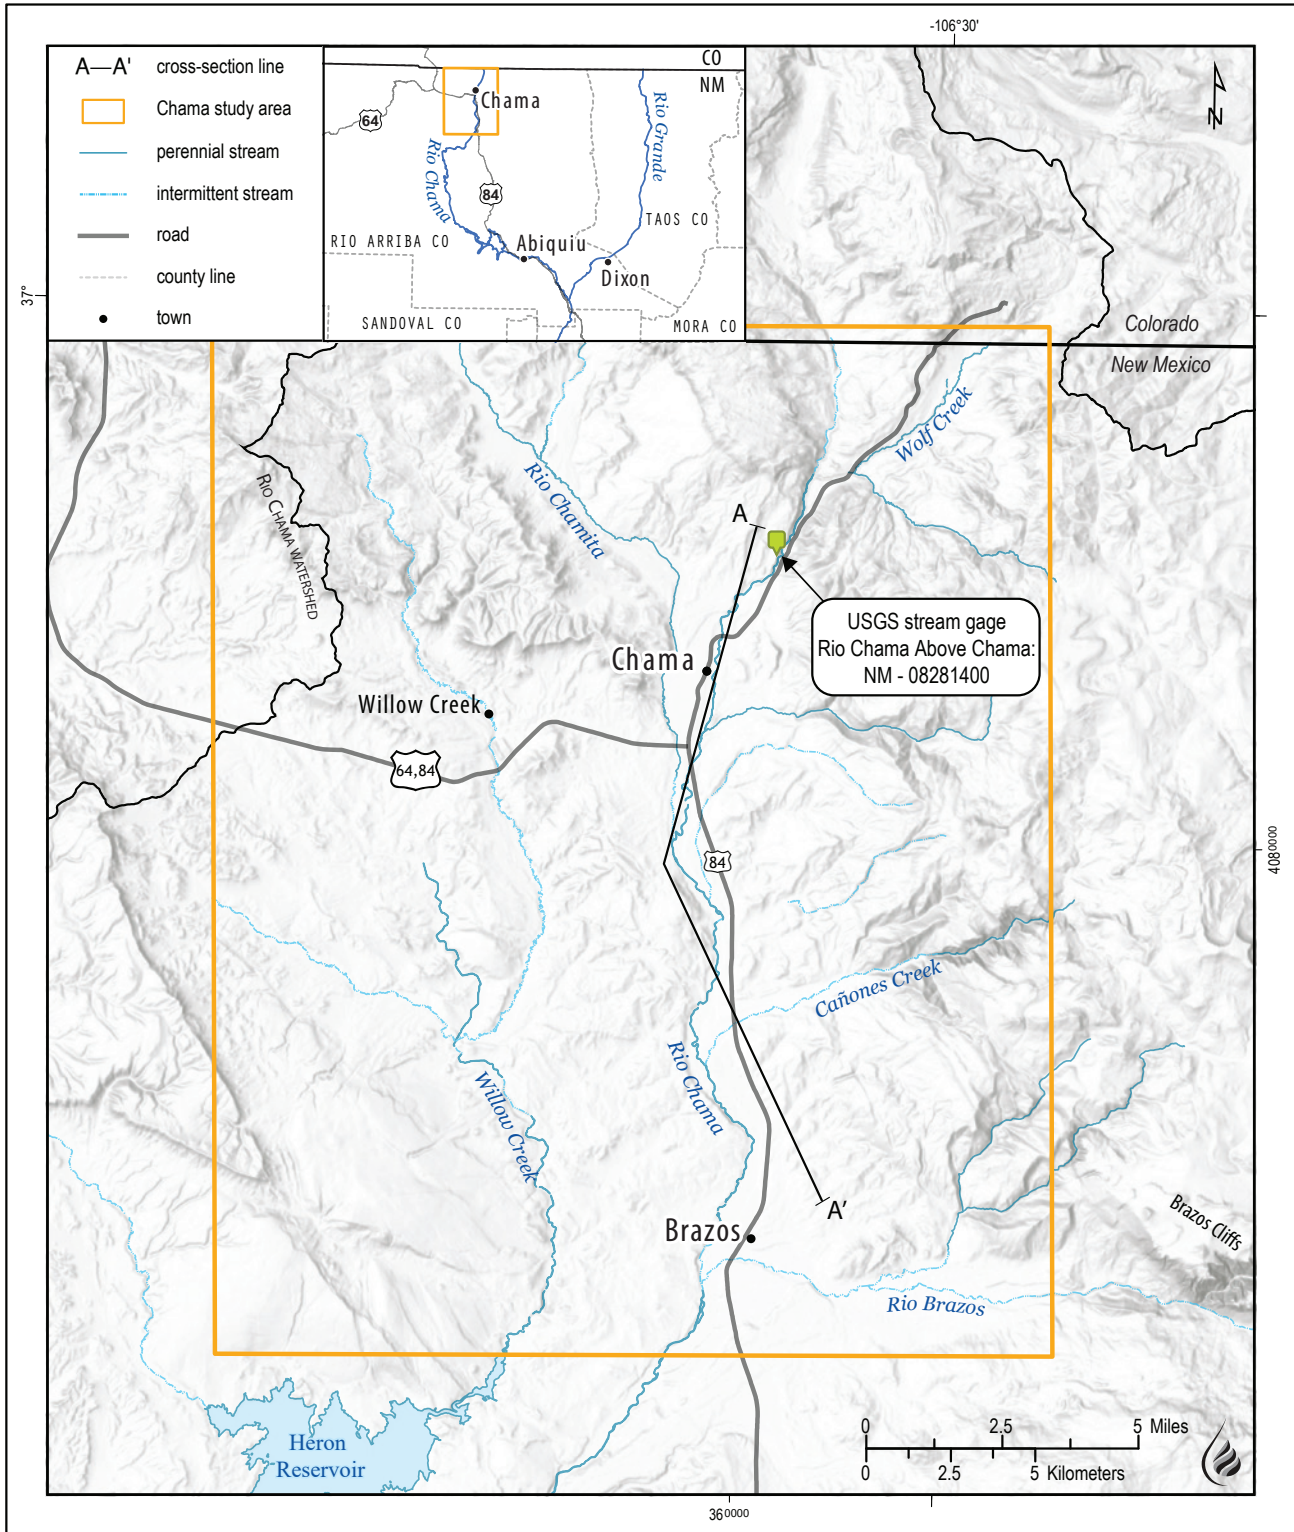 -106°30'
A—A' cross-section line
Chama study area
perennial stream
intermittent stream
road
county line
town
CO
NM
Chama
64
Rio Chama
Rio Grande
84
TAOS CO
RIO ARRIBA CO
Abiquiu
Dixon
SANDOVAL CO
MORA CO
N
37°
Colorado
New Mexico
Wolf Creek
Rio Chamita
RIO CHAMA WATERSHED
A
USGS stream gage
Rio Chama Above Chama:
NM - 08281400
Chama
Willow Creek
64,84
84
4080000
Cañones Creek
Rio Chama
Willow Creek
A'
Brazos
Brazos Cliffs
Rio Brazos
Heron
Reservoir
0 2.5 5 Miles
0 2.5 5 Kilometers
360000